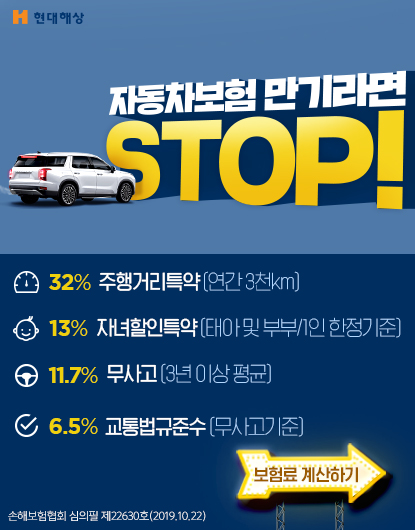 현대해상
자동차보험 만기라면
STOP!
32% 주행거리특약 (연간 3천km)
13% 자녀할인특약 (태아 및 부부/1인 한정기준)
11.7% 무사고 (3년 이상 평균)
6.5% 교통법규준수 (무사고기준)
보험료 계산하기
손해보험협회 심의필 제22630호(2019.10.22)